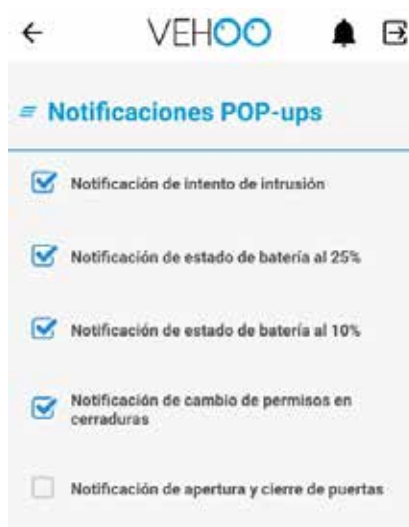 VEHOO
Notificaciones POP-ups
Notificación de intento de intrusión
Notificación de estado de batería al 25%
Notificación de estado de batería al 10%
Notificación de cambio de permisos en
cerraduras
Notificación de apertura y cierre de puertas